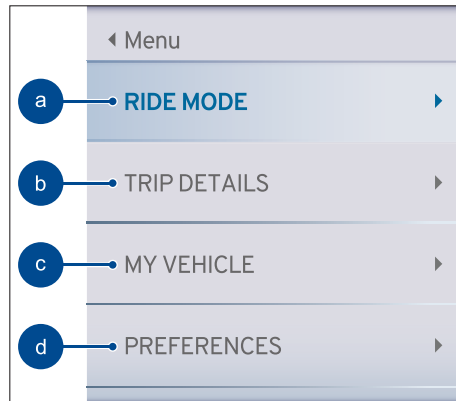 Menu
a RIDE MODE
b TRIP DETAILS
c MY VEHICLE
d PREFERENCES